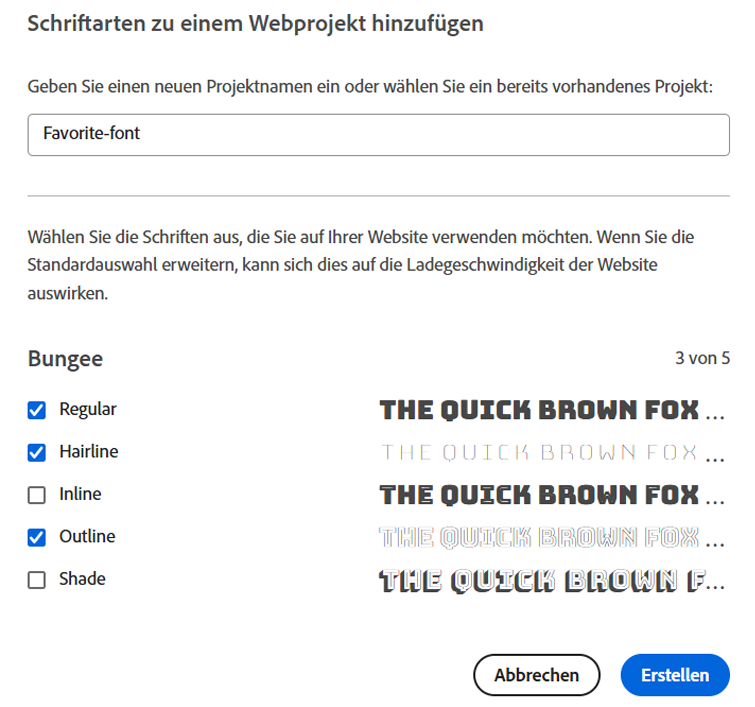 Schriftarten zu einem Webprojekt hinzufügen
Geben Sie einen neuen Projektnamen ein oder wählen Sie ein bereits vorhandenes Projekt:
Favorite-font
Wählen Sie die Schriften aus, die Sie auf Ihrer Website verwenden möchten. Wenn Sie die
Standardauswahl erweitern, kann sich dies auf die Ladegeschwindigkeit der Website
auswirken.
Bungee 3 von 5
Regular THE QUICK BROWN FOX ...
Hairline THE QUICK BROWN FOX ...
Inline THE QUICK BROWN FOX ...
Outline THE QUICK BROWN FOX ...
Shade THE QUICK BROWN F...
Abbrechen Erstellen